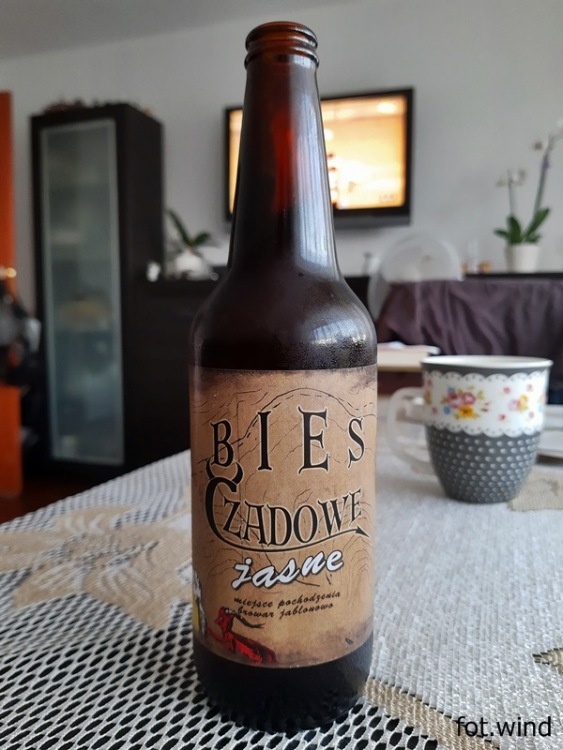 BIES
CZADOWE
jasne
miejsce pochodzenia
browar jabłonowo
fot.wind